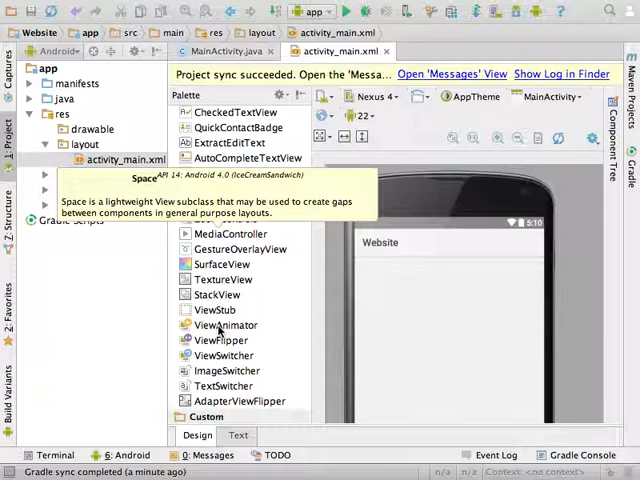 app
Website
app
src
main
res
layout
activity_main.xml
Android
MainActivity.java
activity_main.xml
Captures
1: Project
7: Structure
2: Favorites
Build Variants
Maven Projects
Gradle
Component Tree
app
manifests
java
res
drawable
layout
activity_main.xml
Gradle Scripts
Project sync succeeded. Open the 'Messa... Open 'Messages' View Show Log in Finder
Palette
CheckedTextView
QuickContactBadge
ExtractEditText
AutoCompleteTextView
Space API 14: Android 4.0 (IceCreamSandwich)
Space is a lightweight View subclass that may be used to create gaps
between components in general purpose layouts.
MediaController
GestureOverlayView
SurfaceView
TextureView
StackView
ViewStub
ViewAnimator
ViewFlipper
ViewSwitcher
ImageSwitcher
TextSwitcher
AdapterViewFlipper
Custom
Nexus 4
AppTheme
MainActivity
22
5:10
Website
Design
Text
Terminal
6: Android
0: Messages
TODO
Event Log
Gradle Console
Gradle sync completed (a minute ago)
n/a
n/a
Context: <no context>